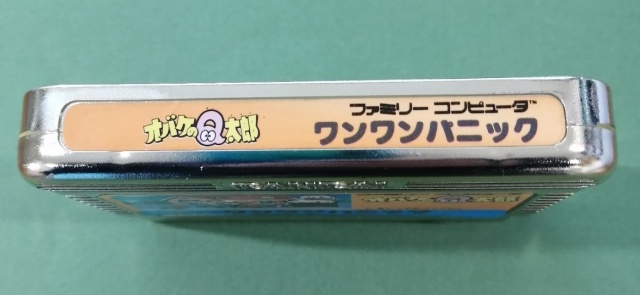 オバケのQ太郎
ファミリー コンピュータ™
ワンワンパニック